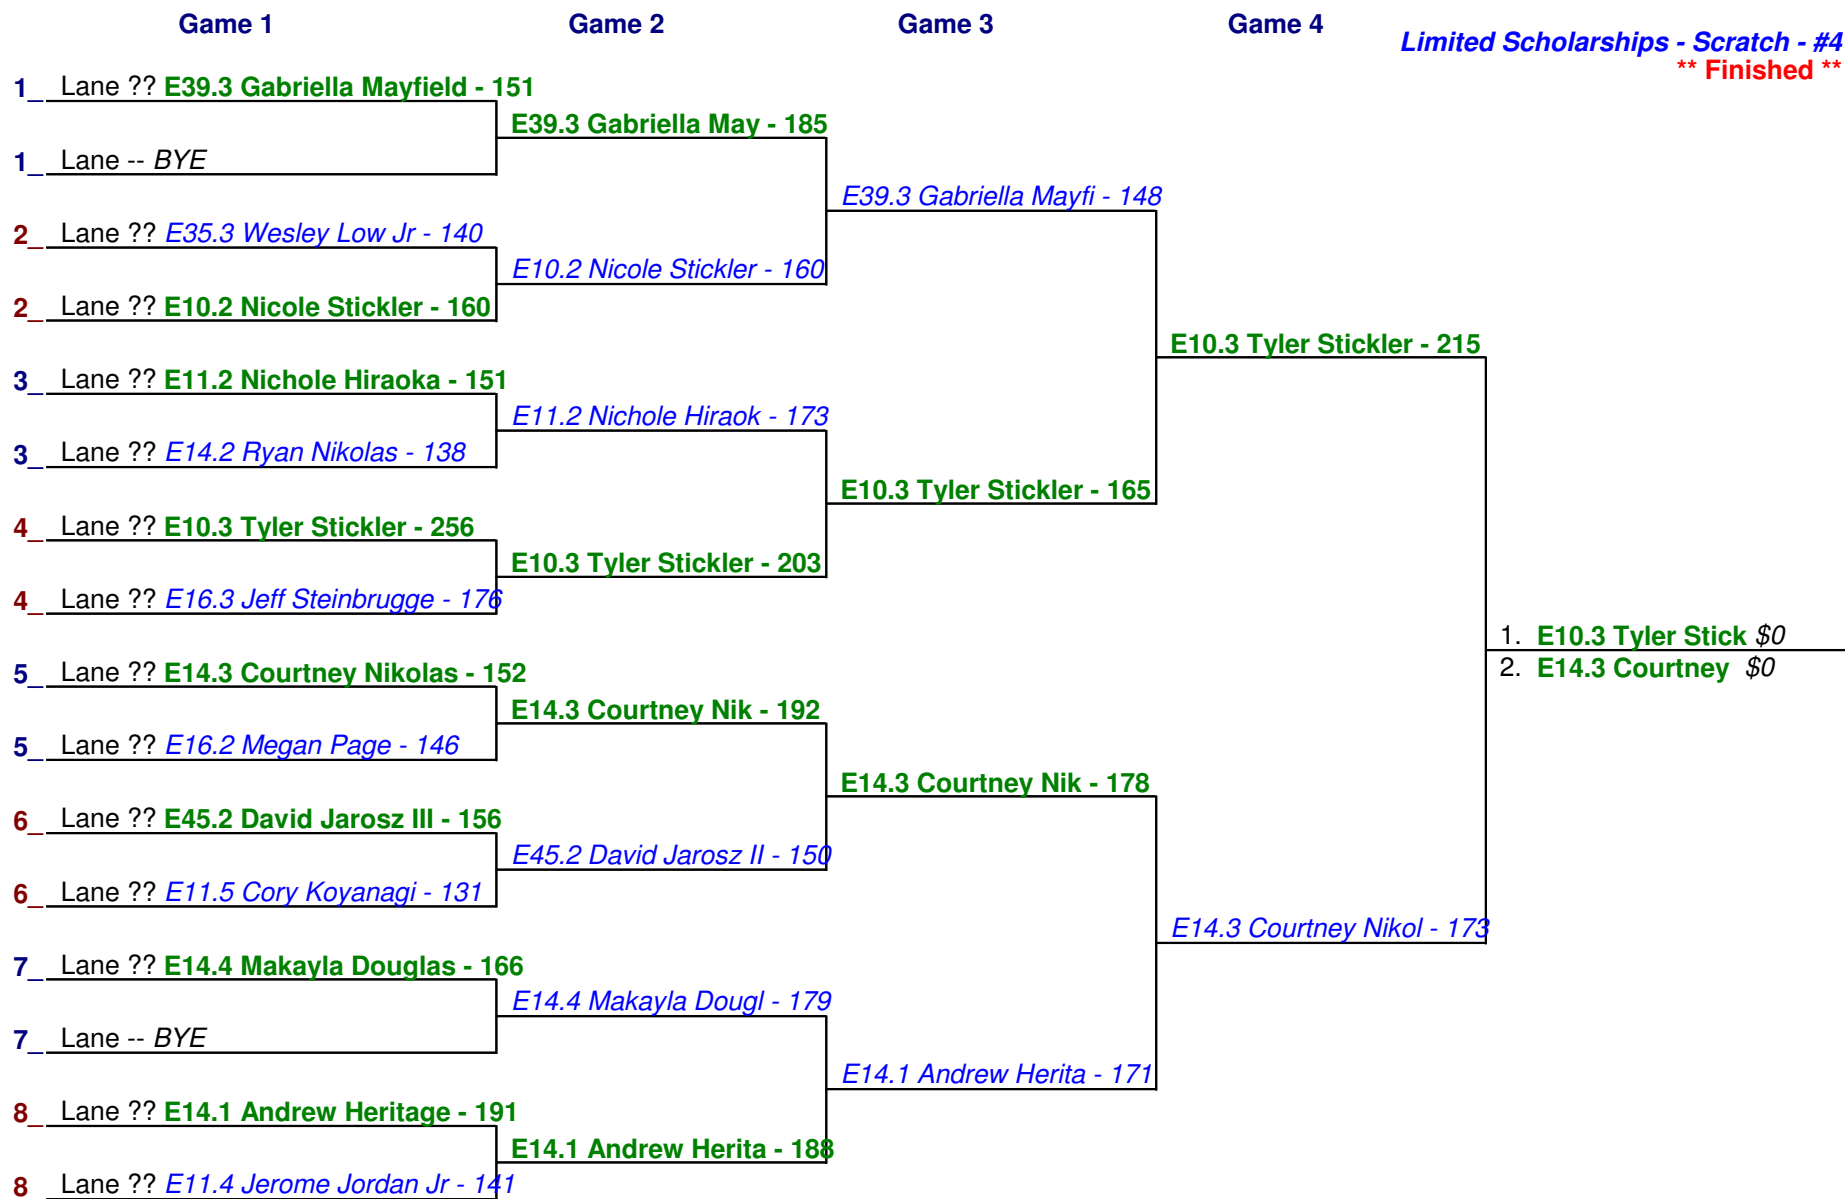 Game 1 Game 2 Game 3 Game 4
Limited Scholarships - Scratch - #4
** Finished **
1_ Lane ?? E39.3 Gabriella Mayfield - 151
E39.3 Gabriella May - 185
1_ Lane -- BYE
E39.3 Gabriella Mayfi - 148
2_ Lane ?? E35.3 Wesley Low Jr - 140
E10.2 Nicole Stickler - 160
2_ Lane ?? E10.2 Nicole Stickler - 160
E10.3 Tyler Stickler - 215
3_ Lane ?? E11.2 Nichole Hiraoka - 151
E11.2 Nichole Hiraok - 173
3_ Lane ?? E14.2 Ryan Nikolas - 138
E10.3 Tyler Stickler - 165
4_ Lane ?? E10.3 Tyler Stickler - 256
E10.3 Tyler Stickler - 203
4_ Lane ?? E16.3 Jeff Steinbrugge - 176
1. E10.3 Tyler Stick $0
2. E14.3 Courtney $0
5_ Lane ?? E14.3 Courtney Nikolas - 152
E14.3 Courtney Nik - 192
5_ Lane ?? E16.2 Megan Page - 146
E14.3 Courtney Nik - 178
6_ Lane ?? E45.2 David Jarosz III - 156
E45.2 David Jarosz II - 150
6_ Lane ?? E11.5 Cory Koyanagi - 131
E14.3 Courtney Nikol - 173
7_ Lane ?? E14.4 Makayla Douglas - 166
E14.4 Makayla Dougl - 179
7_ Lane -- BYE
E14.1 Andrew Herita - 171
8_ Lane ?? E14.1 Andrew Heritage - 191
E14.1 Andrew Herita - 188
8 Lane ?? E11.4 Jerome Jordan Jr - 141